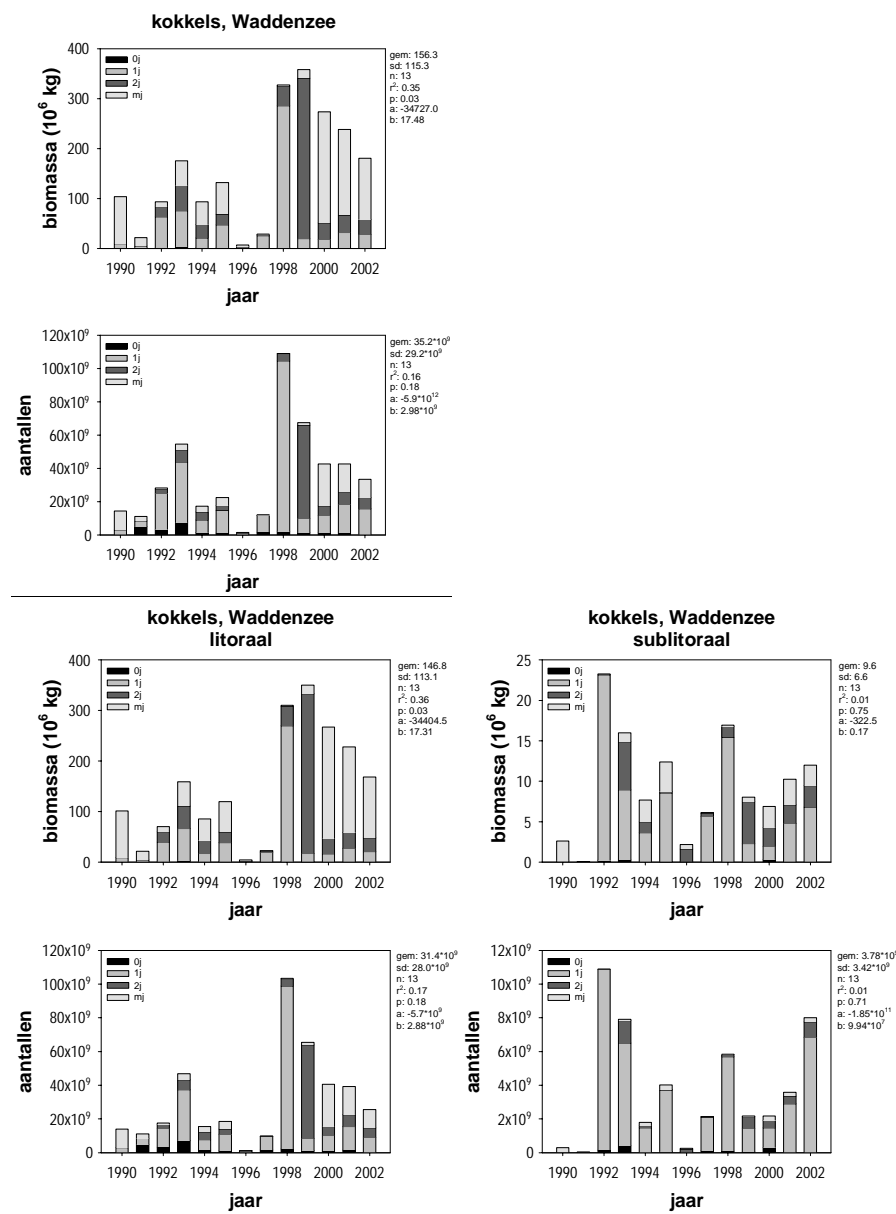 kokkels, Waddenzee
400
300
200
100
0
biomassa (10⁶ kg)
0j
1j
2j
mj
gem: 156.3
sd: 115.3
n: 13
r²: 0.35
p: 0.03
a: -34727.0
b: 17.48
1990 1992 1994 1996 1998 2000 2002
jaar
120x10⁹
100x10⁹
80x10⁹
60x10⁹
40x10⁹
20x10⁹
0
aantallen
0j
1j
2j
mj
gem: 35.2*10⁹
sd: 29.2*10⁹
n: 13
r²: 0.16
p: 0.18
a: -5.9*10¹²
b: 2.98*10⁹
1990 1992 1994 1996 1998 2000 2002
jaar
kokkels, Waddenzee
litoraal
400
300
200
100
0
biomassa (10⁶ kg)
0j
1j
2j
mj
gem: 146.8
sd: 113.1
n: 13
r²: 0.36
p: 0.03
a: -34404.5
b: 17.31
1990 1992 1994 1996 1998 2000 2002
jaar
kokkels, Waddenzee
sublitoraal
25
20
15
10
5
0
biomassa (10⁶ kg)
0j
1j
2j
mj
gem: 9.6
sd: 6.6
n: 13
r²: 0.01
p: 0.75
a: -322.5
b: 0.17
1990 1992 1994 1996 1998 2000 2002
jaar
120x10⁹
100x10⁹
80x10⁹
60x10⁹
40x10⁹
20x10⁹
0
aantallen
0j
1j
2j
mj
gem: 31.4*10⁹
sd: 28.0*10⁹
n: 13
r²: 0.17
p: 0.18
a: -5.7*10⁹
b: 2.88*10⁹
1990 1992 1994 1996 1998 2000 2002
jaar
12x10⁹
10x10⁹
8x10⁹
6x10⁹
4x10⁹
2x10⁹
0
aantallen
0j
1j
2j
mj
gem: 3.78*10⁹
sd: 3.42*10⁹
n: 13
r²: 0.01
p: 0.71
a: -1.85*10¹¹
b: 9.94*10⁷
1990 1992 1994 1996 1998 2000 2002
jaar